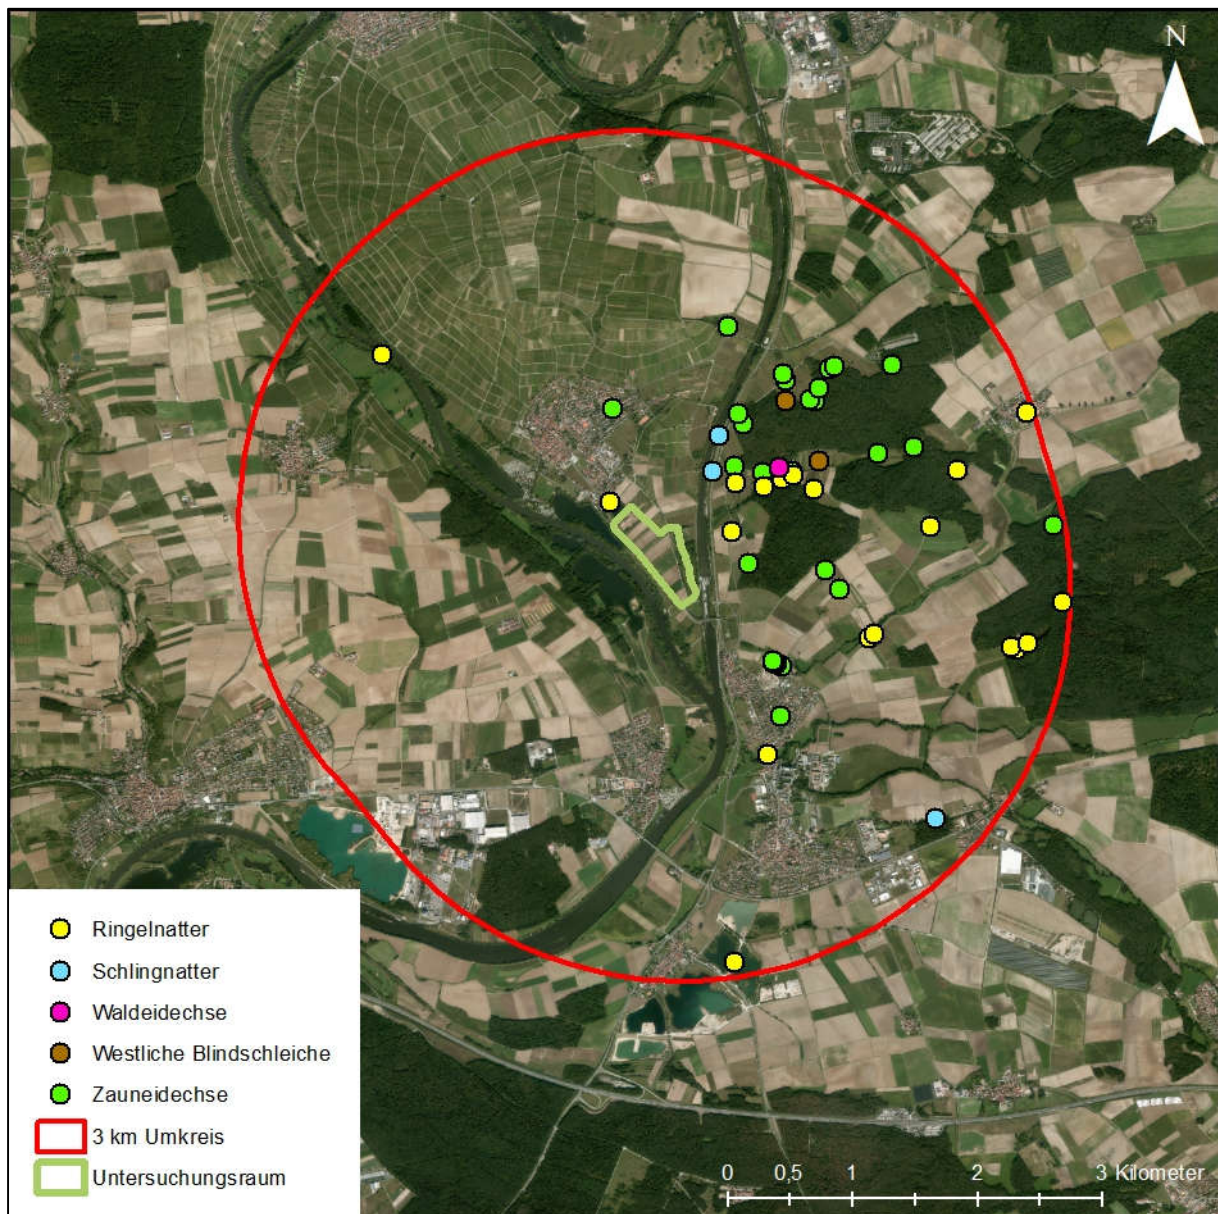 N
Ringelnatter
Schlingnatter
Waldeidechse
Westliche Blindschleiche
Zauneidechse
3 km Umkreis
Untersuchungsraum
0 0,5 1 2 3 Kilometer